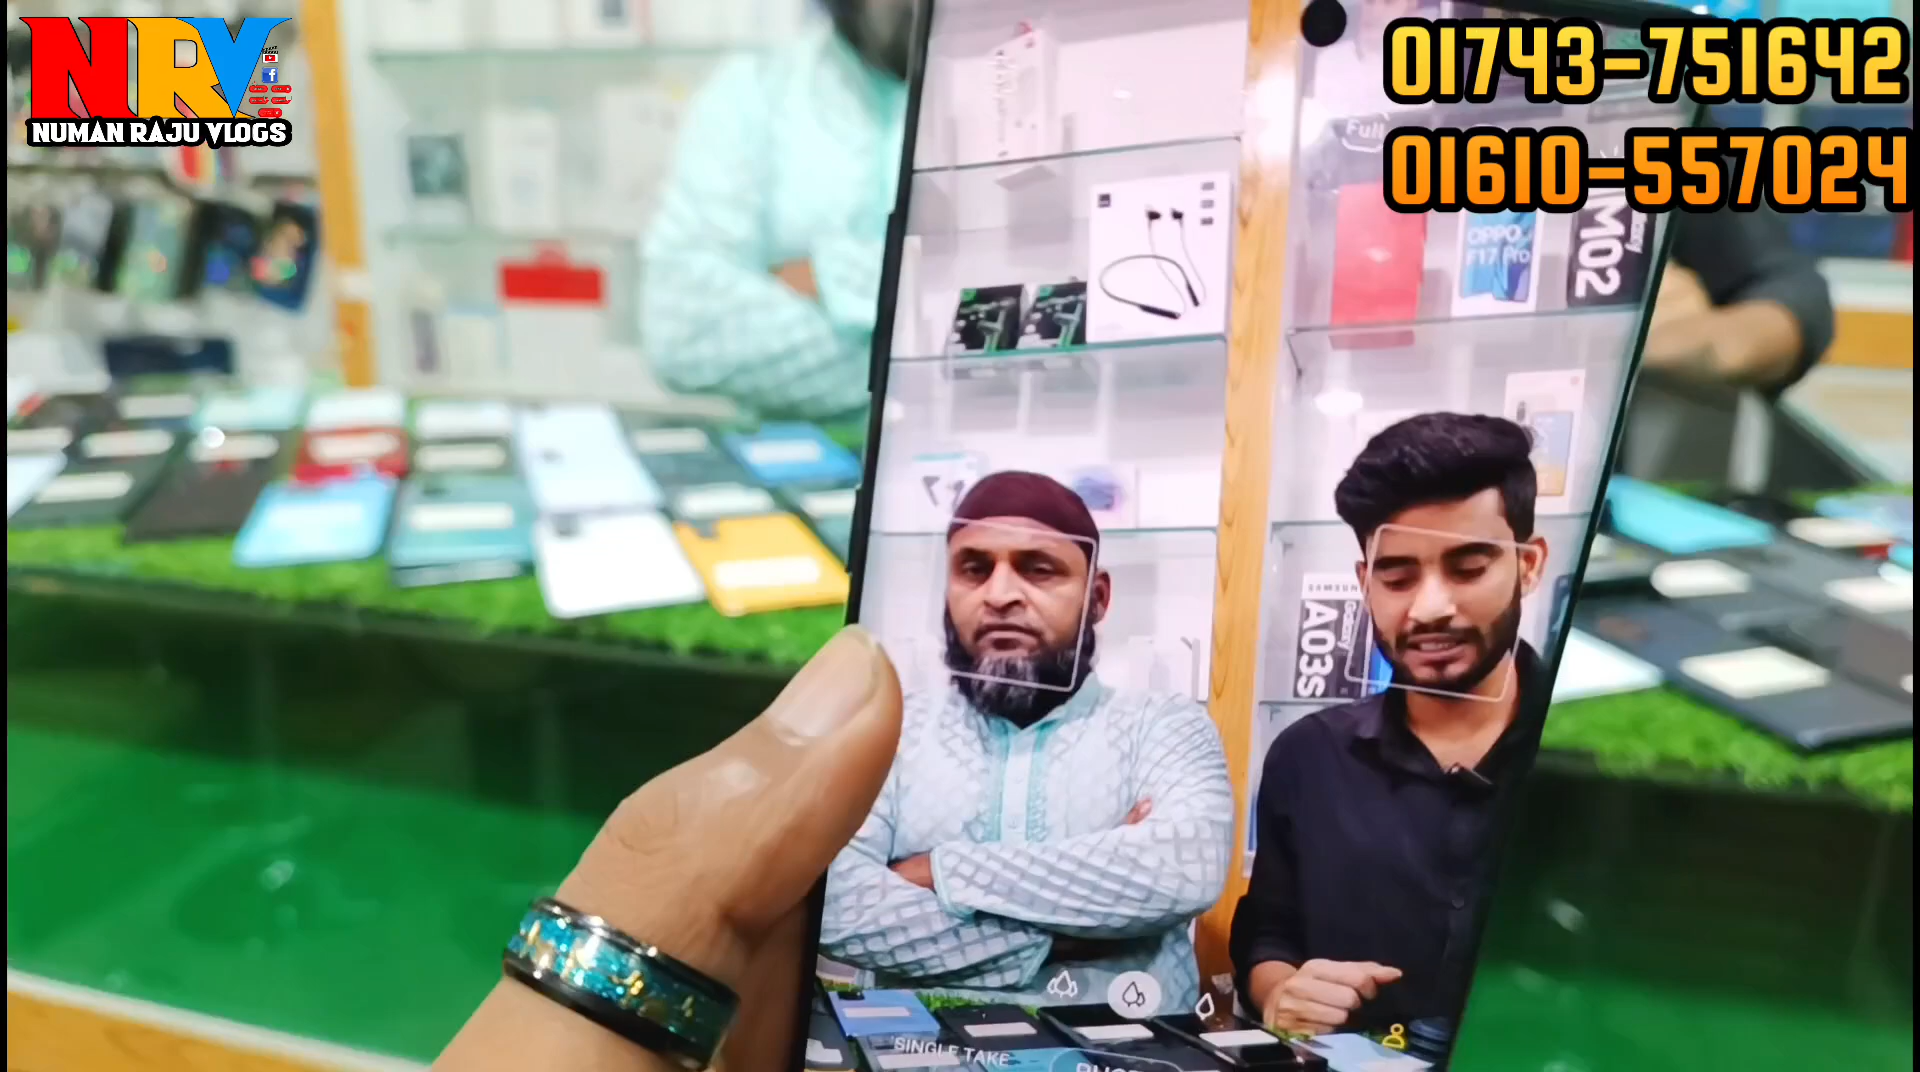 NRV
NUMAN RAJU VLOGS
01743-751642
01610-557024
Full
OPPO
F17 Pro
M02
SAMSUNG
Galaxy
A03s
SINGLE TAKE